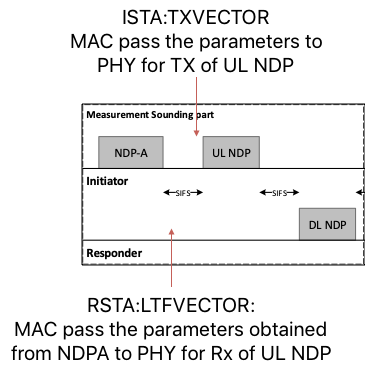 ISTA:TXVECTOR
MAC pass the parameters to
PHY for TX of UL NDP
Measurement Sounding part
NDP-A
UL NDP
Initiator
SIFS
SIFS
DL NDP
Responder
RSTA:LTFVECTOR:
MAC pass the parameters obtained
from NDPA to PHY for Rx of UL NDP